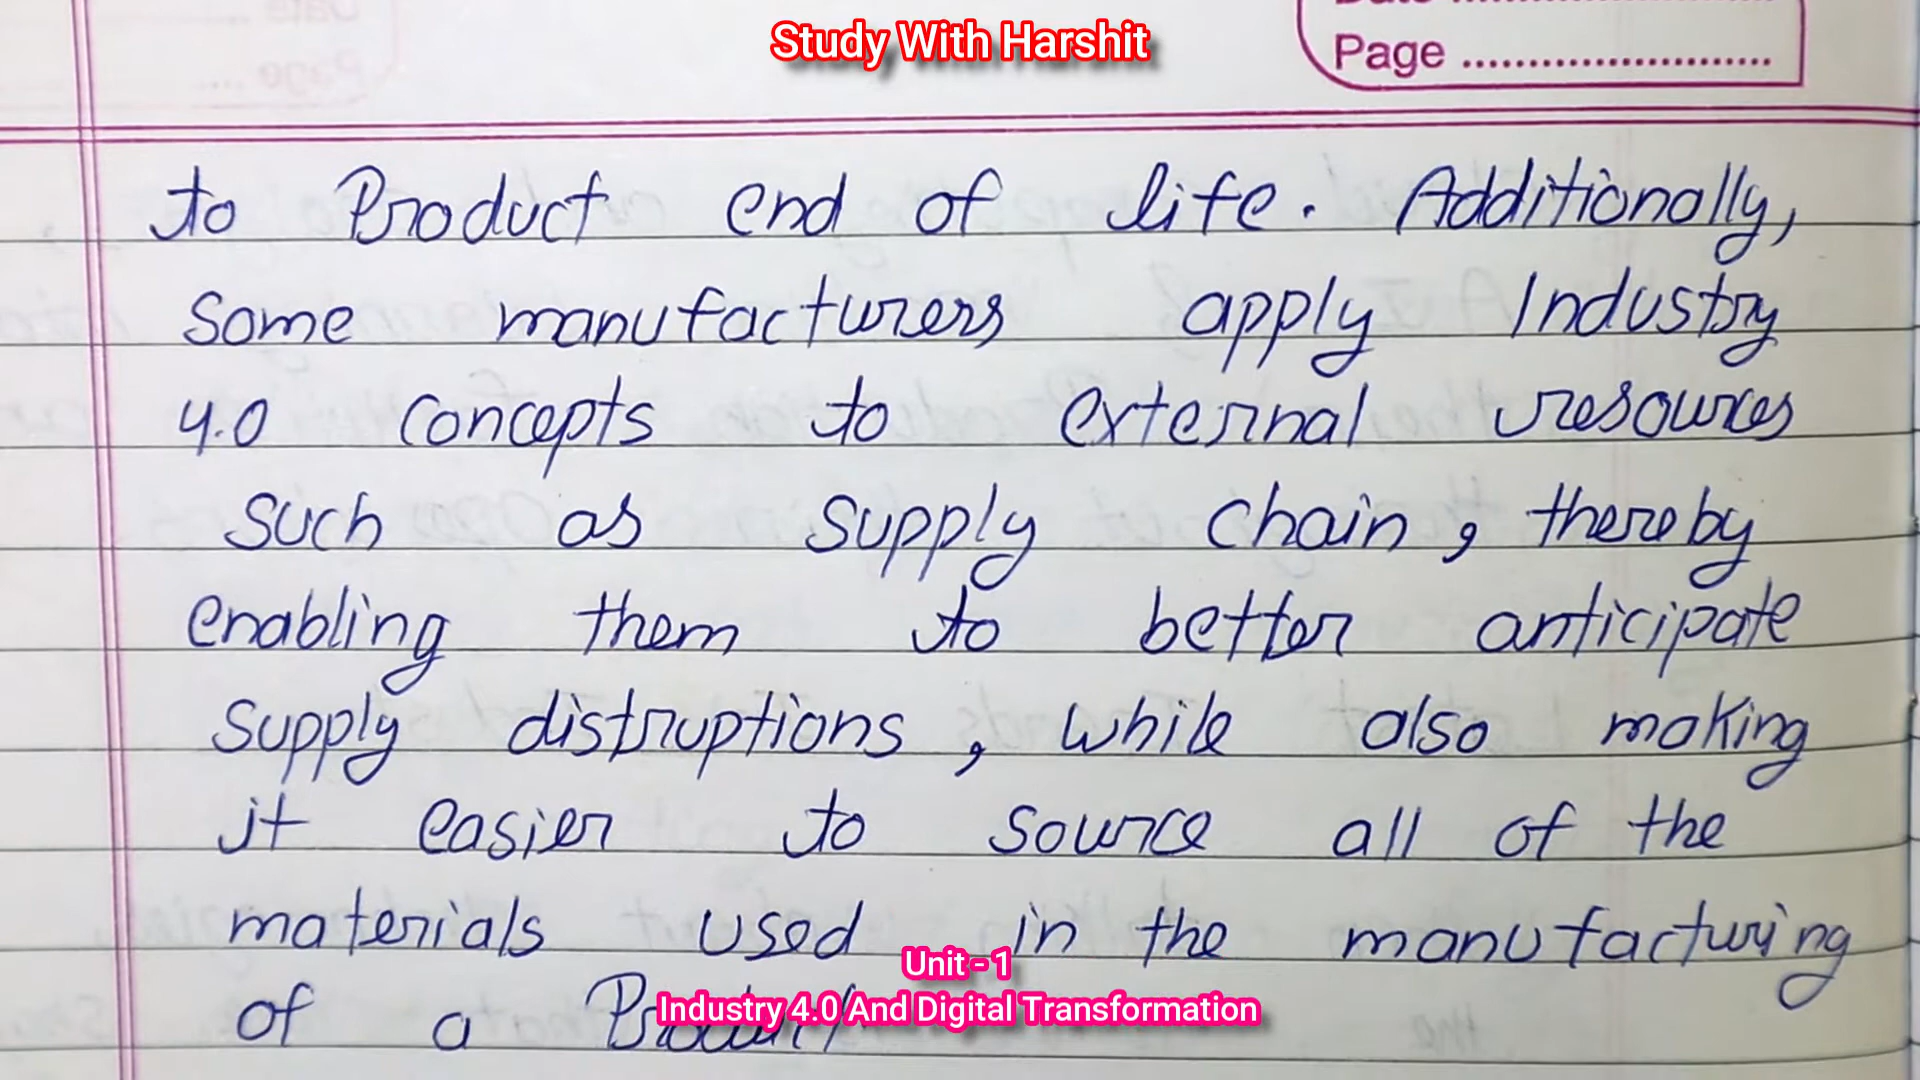 Study With Harshit
Date
Page
to Product end of life. Additionally,
Some manufacturers apply Industry
4.0 concepts to external resources
such as supply chain, thereby
enabling them to better anticipate
supply distruptions, while also making
it easier to source all of the
materials used in the manufacturing
of a Product
Unit - 1
Industry 4.0 And Digital Transformation